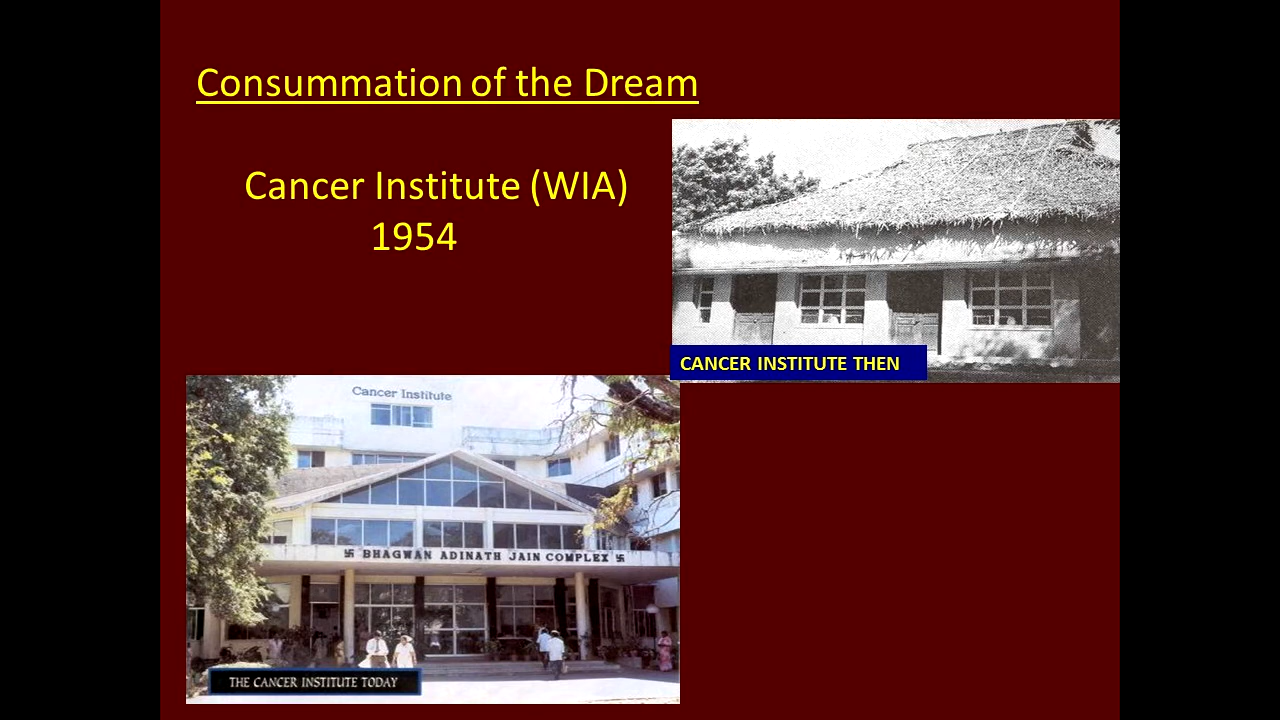 Consummation of the Dream
Cancer Institute (WIA)
1954
CANCER INSTITUTE THEN
Cancer Institute
卐 BHAGWAN ADINATH JAIN COMPLEX 卐
THE CANCER INSTITUTE TODAY